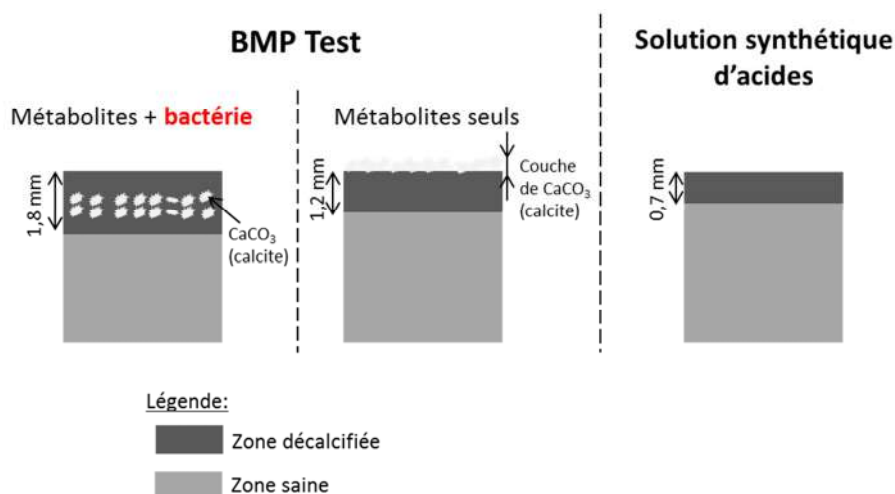 BMP Test
Solution synthétique
d'acides
Métabolites + bactérie
Métabolites seuls
1,8 mm
CaCO₃
(calcite)
1,2 mm
Couche
de CaCO₃
(calcite)
0,7 mm
Légende:
Zone décalcifiée
Zone saine